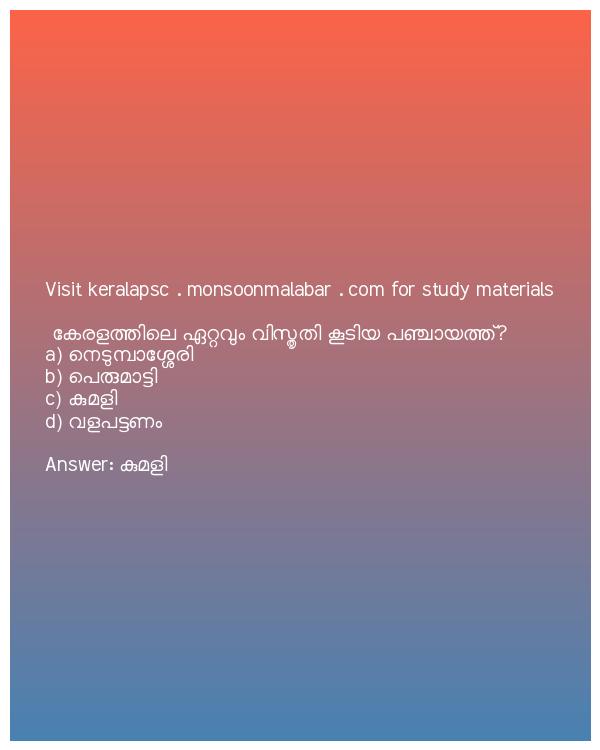 Visit keralapsc . monsoonmalabar . com for study materials
കേരളത്തിലെ ഏറ്റവും വിസ്തൃതി കൂടിയ പഞ്ചായത്ത്?
a) നെടുമ്പാശ്ശേരി
b) പെരുമാട്ടി
c) കുമളി
d) വളപട്ടണം
Answer: കുമളി